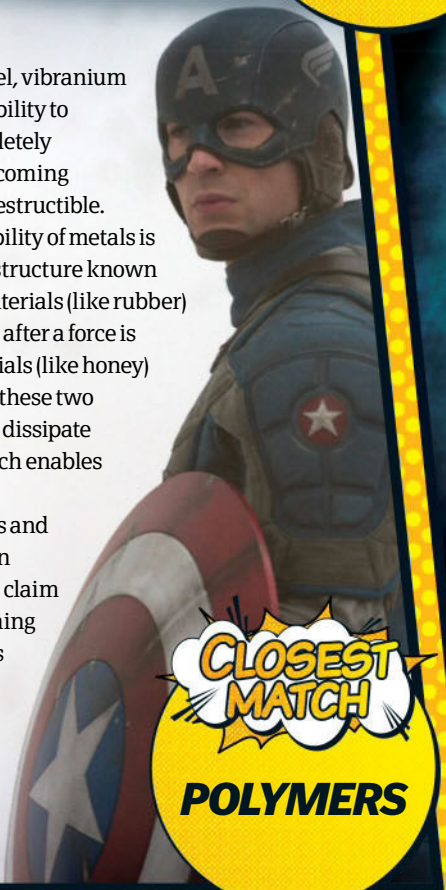 el, vibranium
bility to
letely
coming
estructible.
bility of metals is
structure known
terials (like rubber)
after a force is
ials (like honey)
these two
dissipate
ch enables
s and
n
claim
ning
s
A
CLOSEST
MATCH
POLYMERS